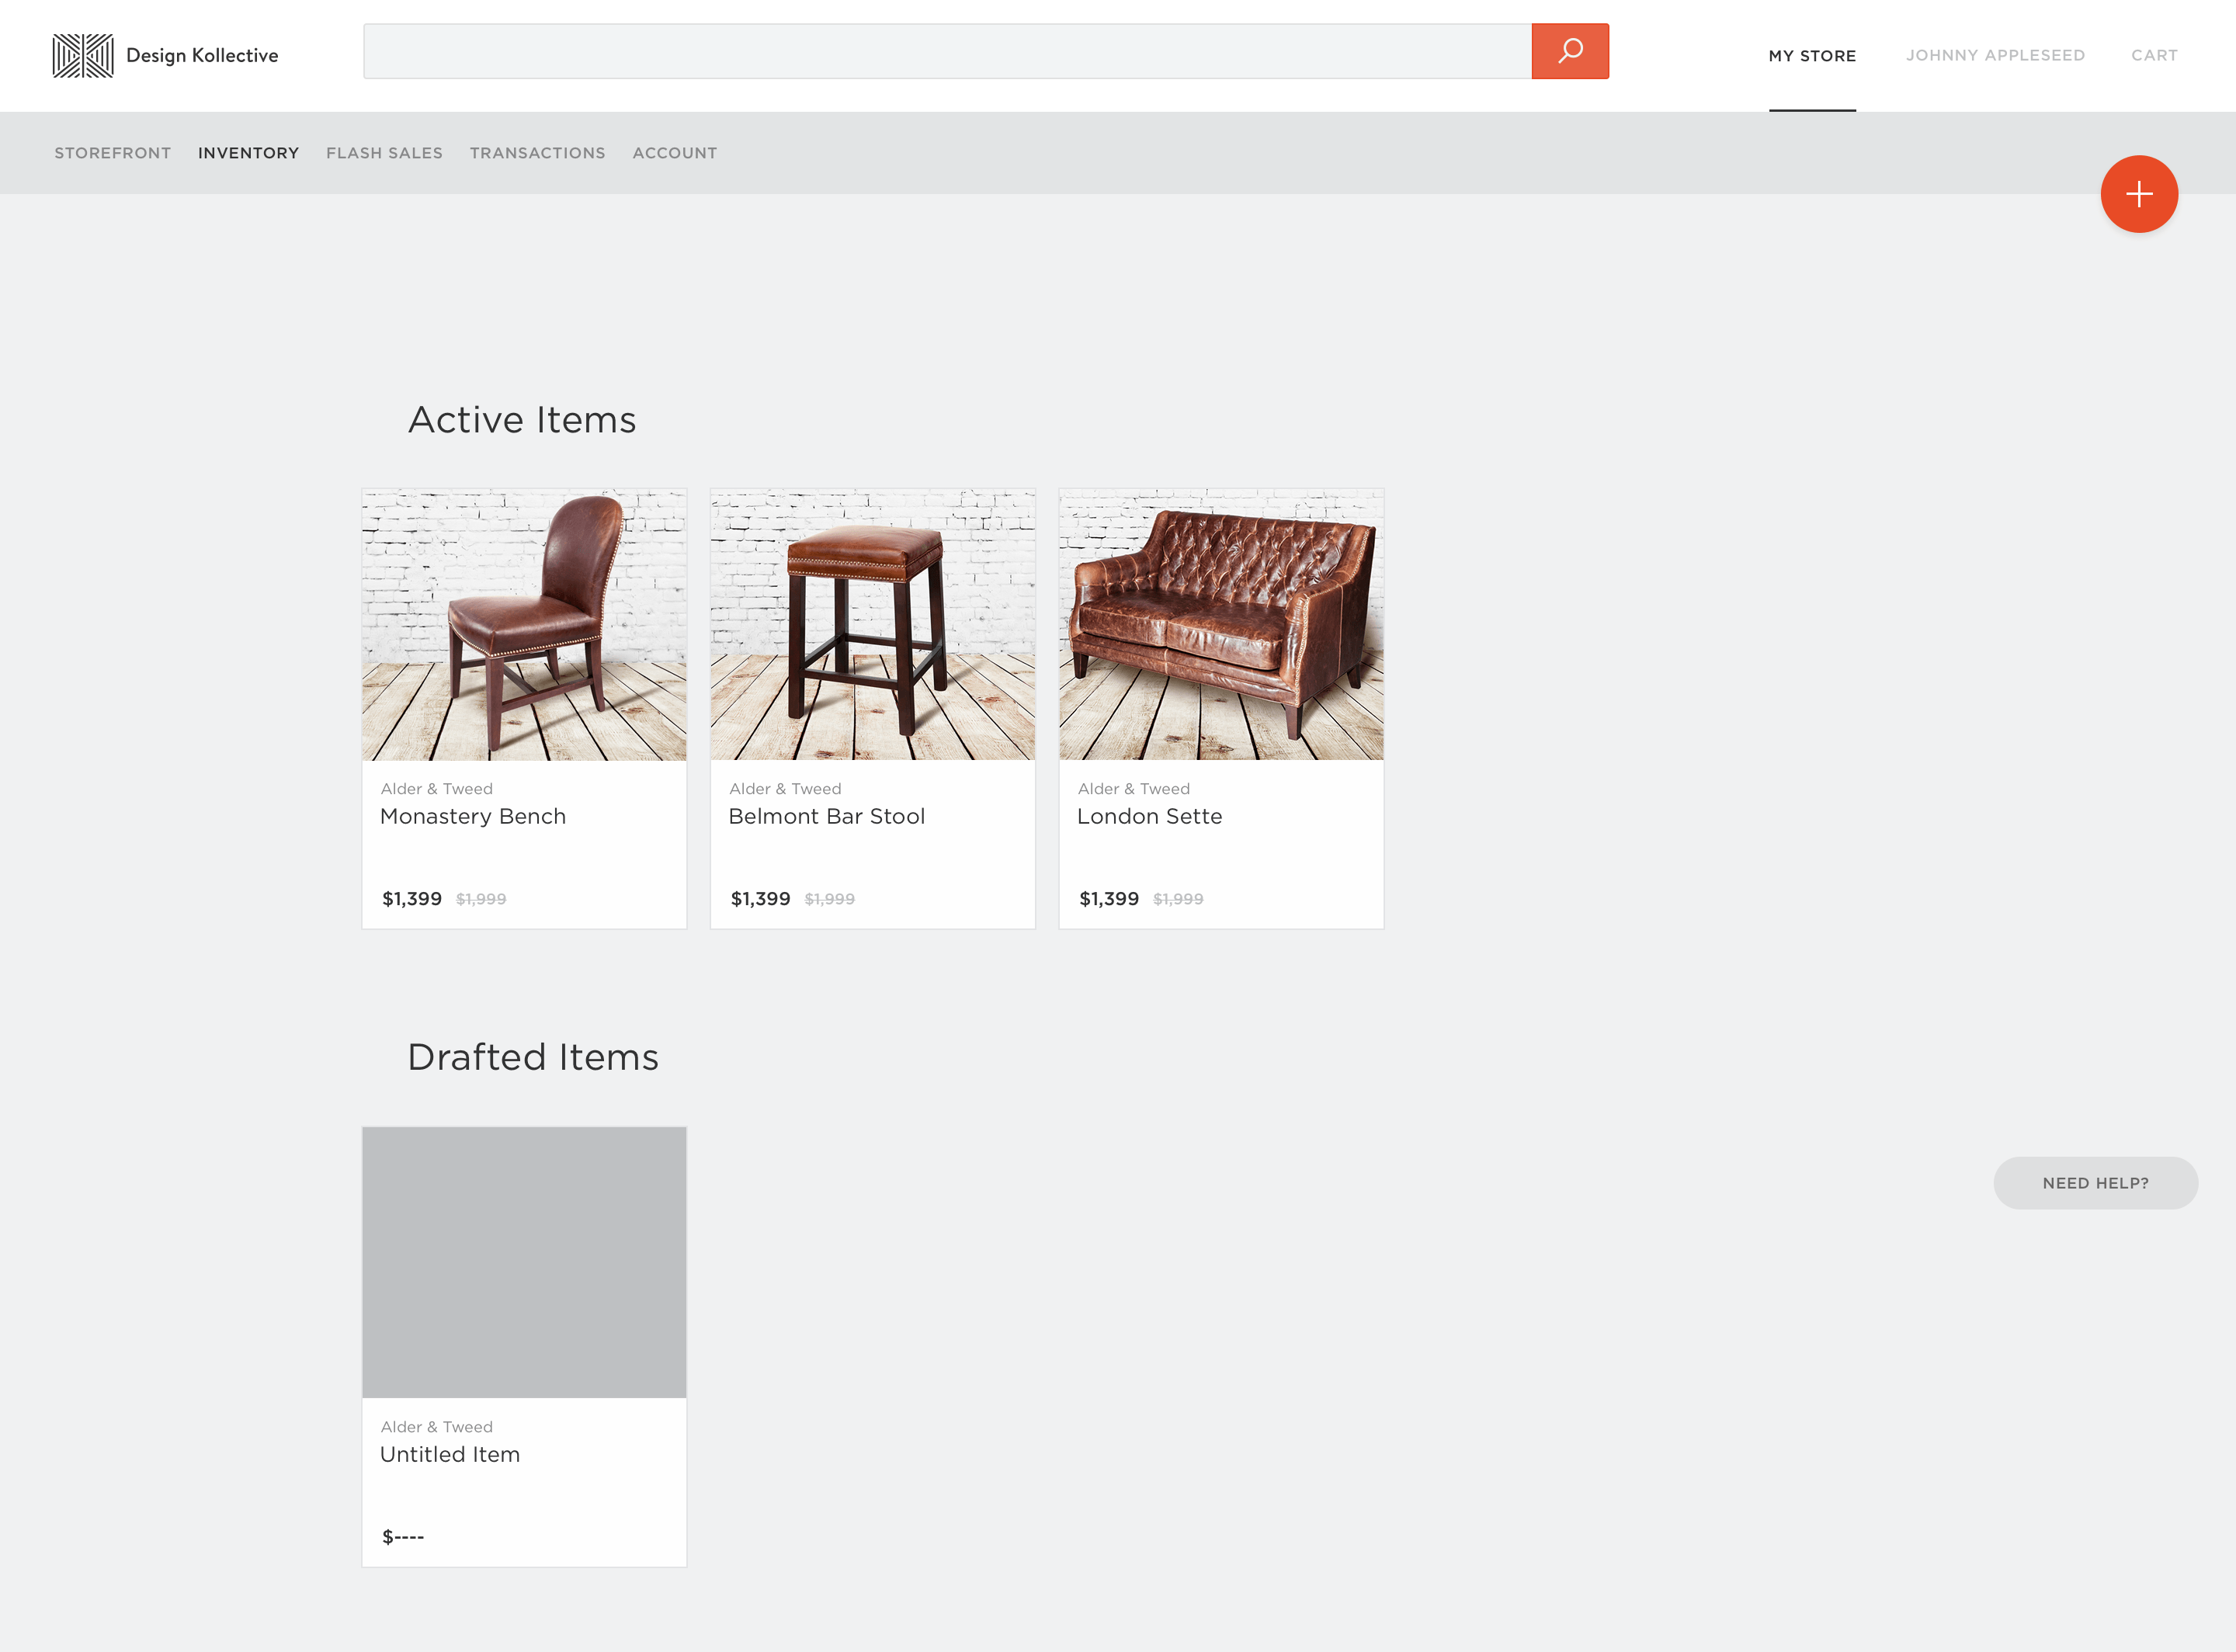 Design Kollective
MY STORE
JOHNNY APPLESEED
CART
STOREFRONT
INVENTORY
FLASH SALES
TRANSACTIONS
ACCOUNT
Active Items
Alder & Tweed
Monastery Bench
$1,399 $1,999
Alder & Tweed
Belmont Bar Stool
$1,399 $1,999
Alder & Tweed
London Sette
$1,399 $1,999
Drafted Items
Alder & Tweed
Untitled Item
$----
NEED HELP?